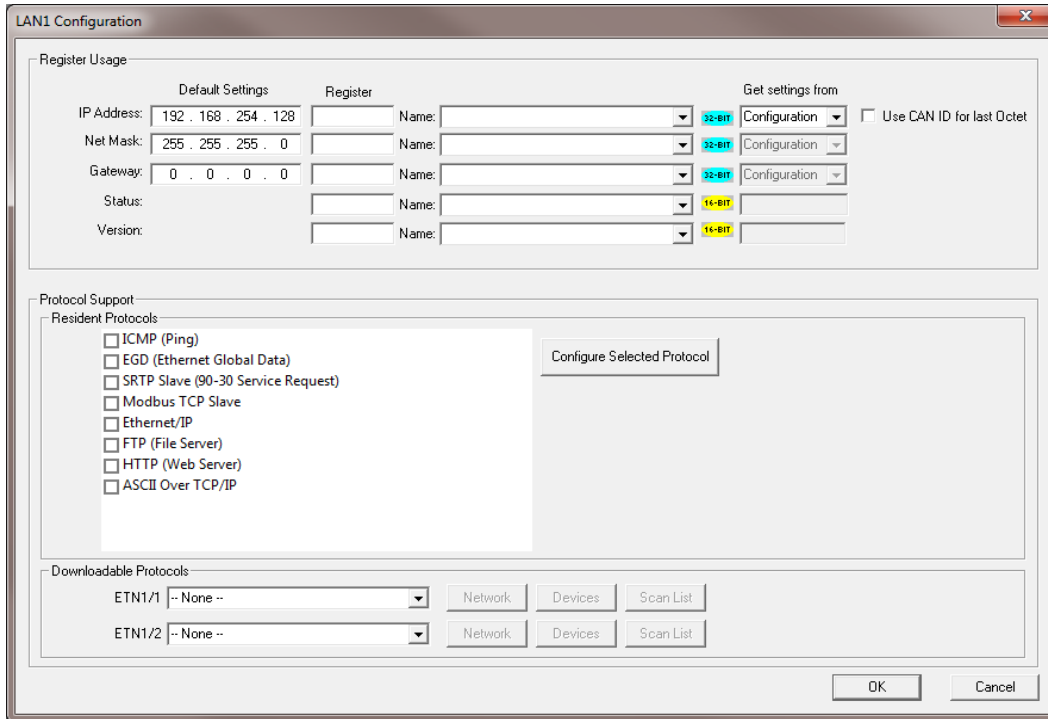 LAN1 Configuration
Register Usage
Default Settings Register Get settings from
IP Address: 192 . 168 . 254 . 128 Name: 32-BIT Configuration Use CAN ID for last Octet
Net Mask: 255 . 255 . 255 . 0 Name: 32-BIT Configuration
Gateway: 0 . 0 . 0 . 0 Name: 32-BIT Configuration
Status: Name: 16-BIT
Version: Name: 16-BIT
Protocol Support
Resident Protocols
ICMP (Ping)
EGD (Ethernet Global Data)
SRTP Slave (90-30 Service Request)
Modbus TCP Slave
Ethernet/IP
FTP (File Server)
HTTP (Web Server)
ASCII Over TCP/IP
Configure Selected Protocol
Downloadable Protocols
ETN1/1 -- None -- Network Devices Scan List
ETN1/2 -- None -- Network Devices Scan List
OK Cancel